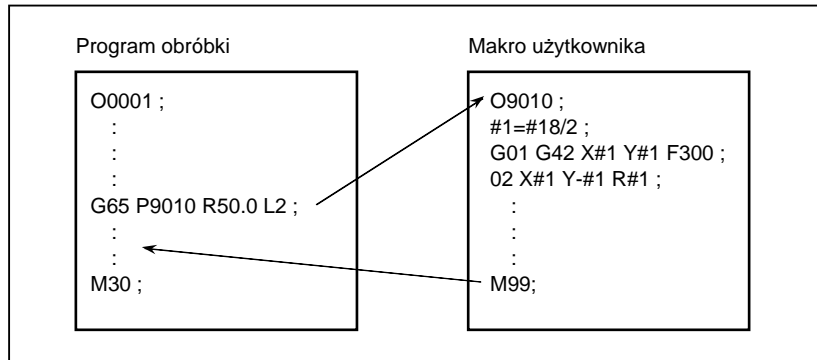 Program obróbki
O0001 ;
:
:
:
G65 P9010 R50.0 L2 ;
:
:
:
M30 ;
Makro użytkownika
O9010 ;
#1=#18/2 ;
G01 G42 X#1 Y#1 F300 ;
02 X#1 Y-#1 R#1 ;
:
:
:
M99;